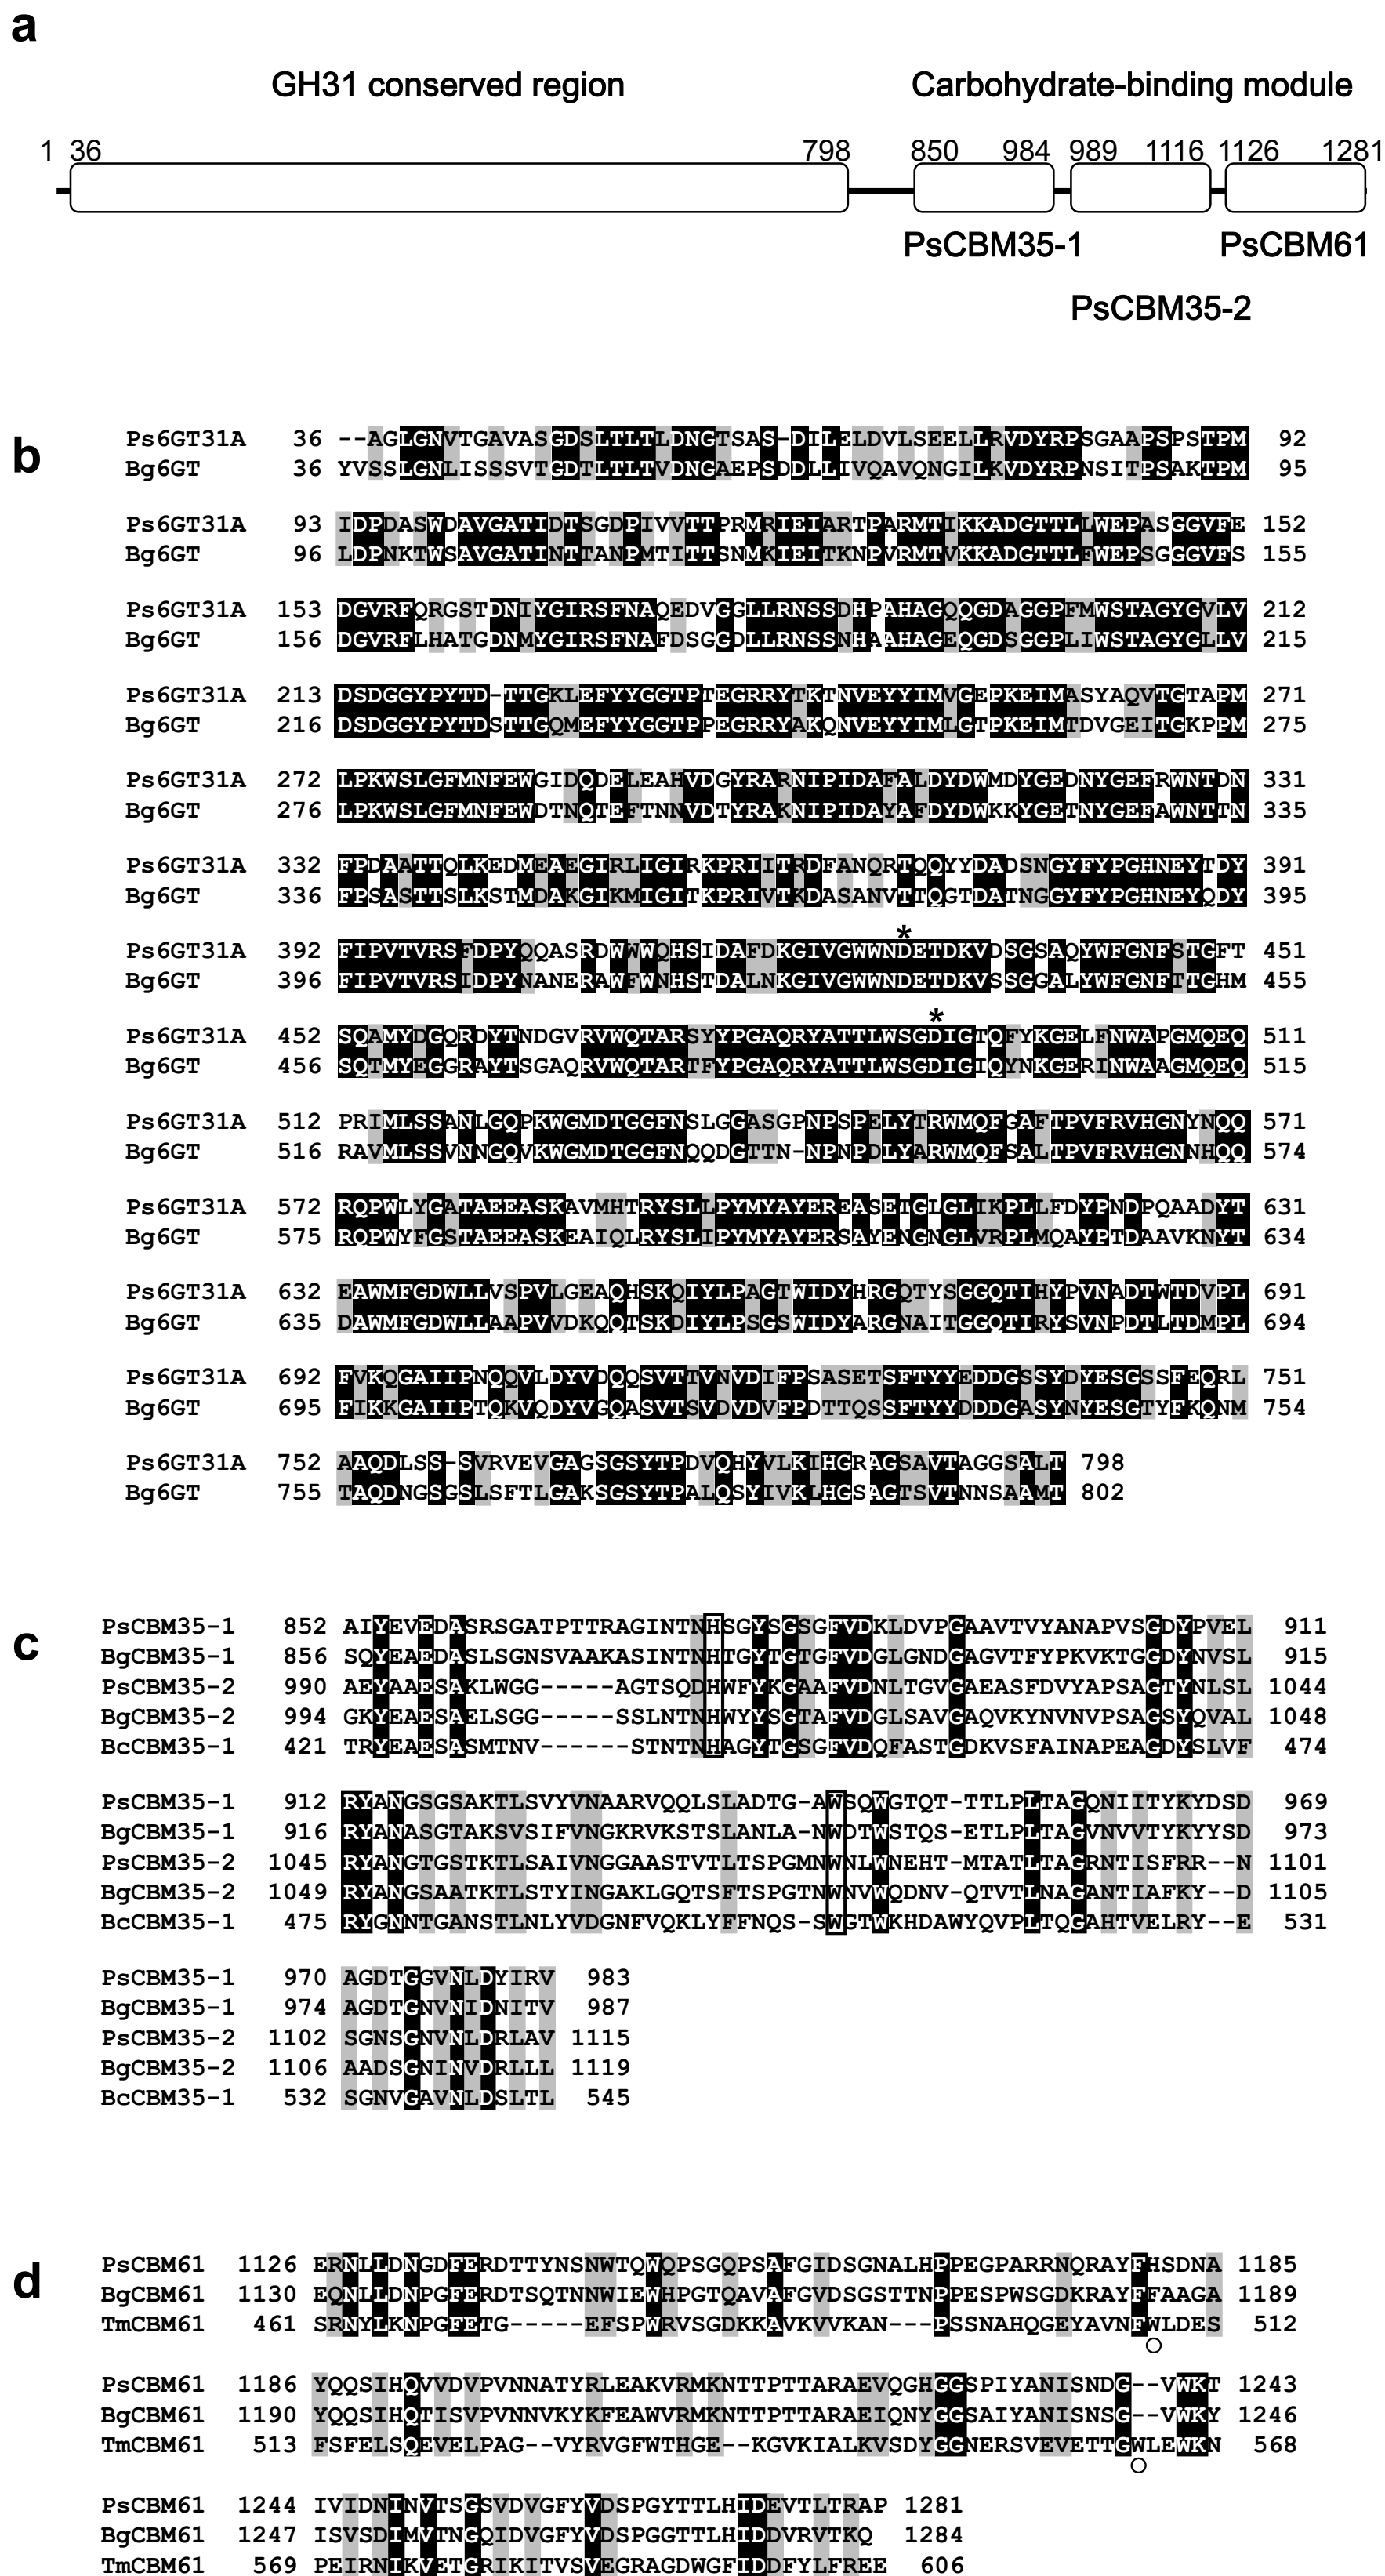 a
GH31 conserved region Carbohydrate-binding module
1 36 798 850 984 989 1116 1126 1281
PsCBM35-1 PsCBM61
PsCBM35-2
b
Ps6GT31A 36 --AGLGNVTGAVASGDSLTLTLDNGTSAS-DILELDVLSEELLRVDYRPSGAAPSPSTPM 92
Bg6GT 36 YVSSLGNLISSSVTGDTLTLTVDNGAEPSDDLLIVQAVQNGILKVDYRPNSITPSAKTPM 95
Ps6GT31A 93 IDPDASWDAVGATIDTSGDPIVVTTPRMRIEIARTPARMTIKKADGTTLLWEPASGGVFE 152
Bg6GT 96 LDPNKTWSAVGATINTTANPMTITTSNMKIEITKNPVRMTVKKADGTTLFWEPSGGGVFS 155
Ps6GT31A 153 DGVRFQRGSTDNIYGIRSFNAQEDVGGLLRNSSDHPAHAGQQGDAGGPFMWSTAGYGVLV 212
Bg6GT 156 DGVRFLHATGDNMYGIRSFNAFDSGGDLLRNSSNHAAHAGEQGDSGGPLIWSTAGYGLLV 215
Ps6GT31A 213 DSDGGYPYTD-TTGKLEFYYGGTPTEGRRYTKTNVEYYIMVGEPKEIMASYAQVTGTAPM 271
Bg6GT 216 DSDGGYPYTDSTTGQMEFYYGGTPPEGRRYAKQNVEYYIMLGTPKEIMTDVGEITGKPPM 275
Ps6GT31A 272 LPKWSLGFMNFEWGIDQDELEAHVDGYRARNIPIDAFALDYDWMDYGEDNYGEFRWNTDN 331
Bg6GT 276 LPKWSLGFMNFEWDTNQTEFTNNVDTYRAKNIPIDAYAFDYDWKKYGETNYGEFAWNTTN 335
Ps6GT31A 332 FPDAATTQLKEDMEAEGIRLIGIRKPRIITRDFANQRTQQYYDADSNGYFYPGHNEYTDY 391
Bg6GT 336 FPSASTTSLKSTMDAKGIKMIGITKPRIVTKDASANVTTQGTDATNGGYFYPGHNEYQDY 395
*
Ps6GT31A 392 FIPVTVRSFDPYQQASRDWWWQHSIDAFDKGIVGWWNDETDKVDSGSAQYWFGNFSTGFT 451
Bg6GT 396 FIPVTVRSIDPYNANERAWFWNHSTDALNKGIVGWWNDETDKVSSGGALYWFGNFTTGHM 455
*
Ps6GT31A 452 SQAMYDGQRDYTNDGVRVWQTARSYYPGAQRYATTLWSGDIGTQFYKGELFNWAPGMQEQ 511
Bg6GT 456 SQTMYEGGRAYTSGAQRVWQTARTFYPGAQRYATTLWSGDIGIQYNKGERINWAAGMQEQ 515
Ps6GT31A 512 PRIMLSSANLGQPKWGMDTGGFNSLGGASGPNPSPELYTRWMQFGAFTPVFRVHGNYNQQ 571
Bg6GT 516 RAVMLSSVNNGQVKWGMDTGGFNQQDGTTN-NPNPDLYARWMQFSALTPVFRVHGNNHQQ 574
Ps6GT31A 572 RQPWLYGATAEEASKAVMHTRYSLLPYMYAYEREASETGLGLIKPLLFDYPNDPQAADYT 631
Bg6GT 575 RQPWYFGSTAEEASKEAIQLRYSLIPYMYAYERSAYENGNGLVRPLMQAYPTDAAVKNYT 634
Ps6GT31A 632 EAWMFGDWLLVSPVLGEAQHSKQIYLPAGTWIDYHRGQTYSGGQTIHYPVNADTWTDVPL 691
Bg6GT 635 DAWMFGDWLLAAPVVDKQQTSKDIYLPSGSWIDYARGNAITGGQTIRYSVNPDTLTDMPL 694
Ps6GT31A 692 FVKQGAIIPNQQVLDYVDQQSVTTVNVDIFPSASETSFTYYEDDGSSYDYESGSSFEQRL 751
Bg6GT 695 FIKKGAIIPTQKVQDYVGQASVTSVDVDVFPDTTQSSFTYYDDDGASYNYESGTYFKQNM 754
Ps6GT31A 752 AAQDLSS-SVRVEVGAGSGSYTPDVQHYVLKIHGRAGSAVTAGGSALT 798
Bg6GT 755 TAQDNGSGSLSFTLGAKSGSYTPALQSYIVKLHGSAGTSVTNNSAAMT 802
c
PsCBM35-1 852 AIYEVEDASRSGATPTTRAGINTNHSGYSGSGFVDKLDVPGAAVTVYANAPVSGDYPVEL 911
BgCBM35-1 856 SQYEAEDASLSGNSVAAKASINTNHTGYTGTGFVDGLGNDGAGVTFYPKVKTGGDYNVSL 915
PsCBM35-2 990 AEYAAESAKLWGG-----AGTSQDHWFYKGAAFVDNLTGVGAEASFDVYAPSAGTYNLSL 1044
BgCBM35-2 994 GKYEAESAELSGG-----SSLNTNHWYYSGTAFVDGLSAVGAQVKYNVNVPSAGSYQVAL 1048
BcCBM35-1 421 TRYEAESASMTNV------STNTNHAGYTGSGFVDQFASTGDKVSFAINAPEAGDYSLVF 474
PsCBM35-1 912 RYANGSGSAKTLSVYVNAARVQQLSLADTG-AWSQWGTQT-TTLPLTAGQNIITYKYDSD 969
BgCBM35-1 916 RYANASGTAKSVSIFVNGKRVKSTSLANLA-NWDTWSTQS-ETLPLTAGVNVVTYKYYSD 973
PsCBM35-2 1045 RYANGTGSTKTLSAIVNGGAASTVTLTSPGMNWNLWNEHT-MTATLTAGRNTISFRR--N 1101
BgCBM35-2 1049 RYANGSAATKTLSTYINGAKLGQTSFTSPGTNWNVWQDNV-QTVTLNAGANTIAFKY--D 1105
BcCBM35-1 475 RYGNNTGANSTLNLYVDGNFVQKLYFFNQS-SWGTWKHDAWYQVPLTQGAHTVELRY--E 531
PsCBM35-1 970 AGDTGGVNLDYIRV 983
BgCBM35-1 974 AGDTGNVNIDNITV 987
PsCBM35-2 1102 SGNSGNVNLDRLAV 1115
BgCBM35-2 1106 AADSGNINVDRLLL 1119
BcCBM35-1 532 SGNVGAVNLDSLTL 545
d
PsCBM61 1126 ERNLLDNGDFERDTTYNSNWTQWQPSGQPSAFGIDSGNALHPPEGPARRNQRAYFHSDNA 1185
BgCBM61 1130 EQNLLDNPGFERDTSQTNNWIEWHPGTQAVAFGVDSGSTTNPPESPWSGDKRAYFFAAGA 1189
TmCBM61 461 SRNYLKNPGFETG-----EFSPWRVSGDKKAVKVVKAN---PSSNAHQGEYAVNFWLDES 512
PsCBM61 1186 YQQSIHQVVDVPVNNATYRLEAKVRMKNTTPTTARAEVQGHGGSPIYANISNDG--VWKT 1243
BgCBM61 1190 YQQSIHQTISVPVNNVKYKFEAWVRMKNTTPTTARAEIQNYGGSAIYANISNSG--VWKY 1246
TmCBM61 513 FSFELSQEVELPAG--VYRVGFWTHGE--KGVKIALKVSDYGGNERSVEVETTGWLEWKN 568
PsCBM61 1244 IVIDNINVTSGSVDVGFYVDSPGYTTLHIDEVTLTRAP 1281
BgCBM61 1247 ISVSDIMVTNGQIDVGFYVDSPGGTTLHIDDVRVTKQ 1284
TmCBM61 569 PEIRNIKVETGRIKITVSVEGRAGDWGFIDDFYLFREE 606